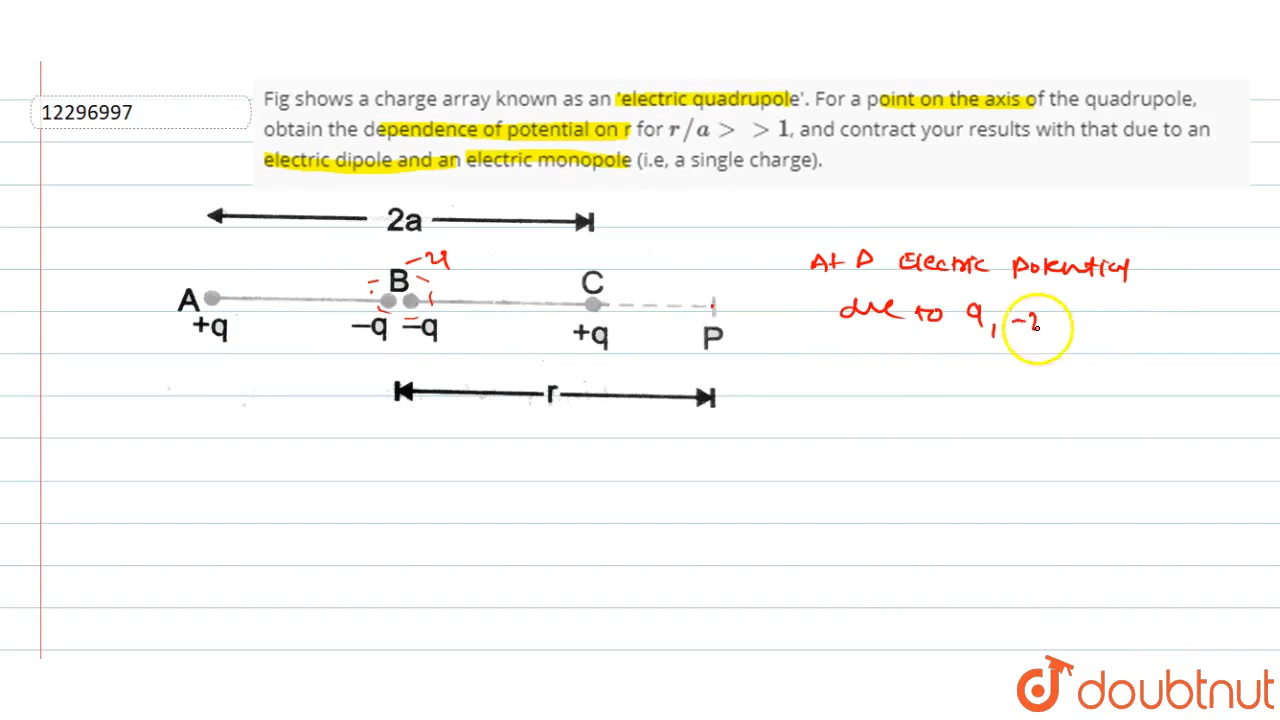 12296997
Fig shows a charge array known as an 'electric quadrupole'. For a point on the axis of the quadrupole,
obtain the dependence of potential on r for r/a > > 1, and contract your results with that due to an
electric dipole and an electric monopole (i.e, a single charge).
2a
-2q
A B C
+q -q -q +q P
r
At P Electric Potential
due to q, -2
doubtnut